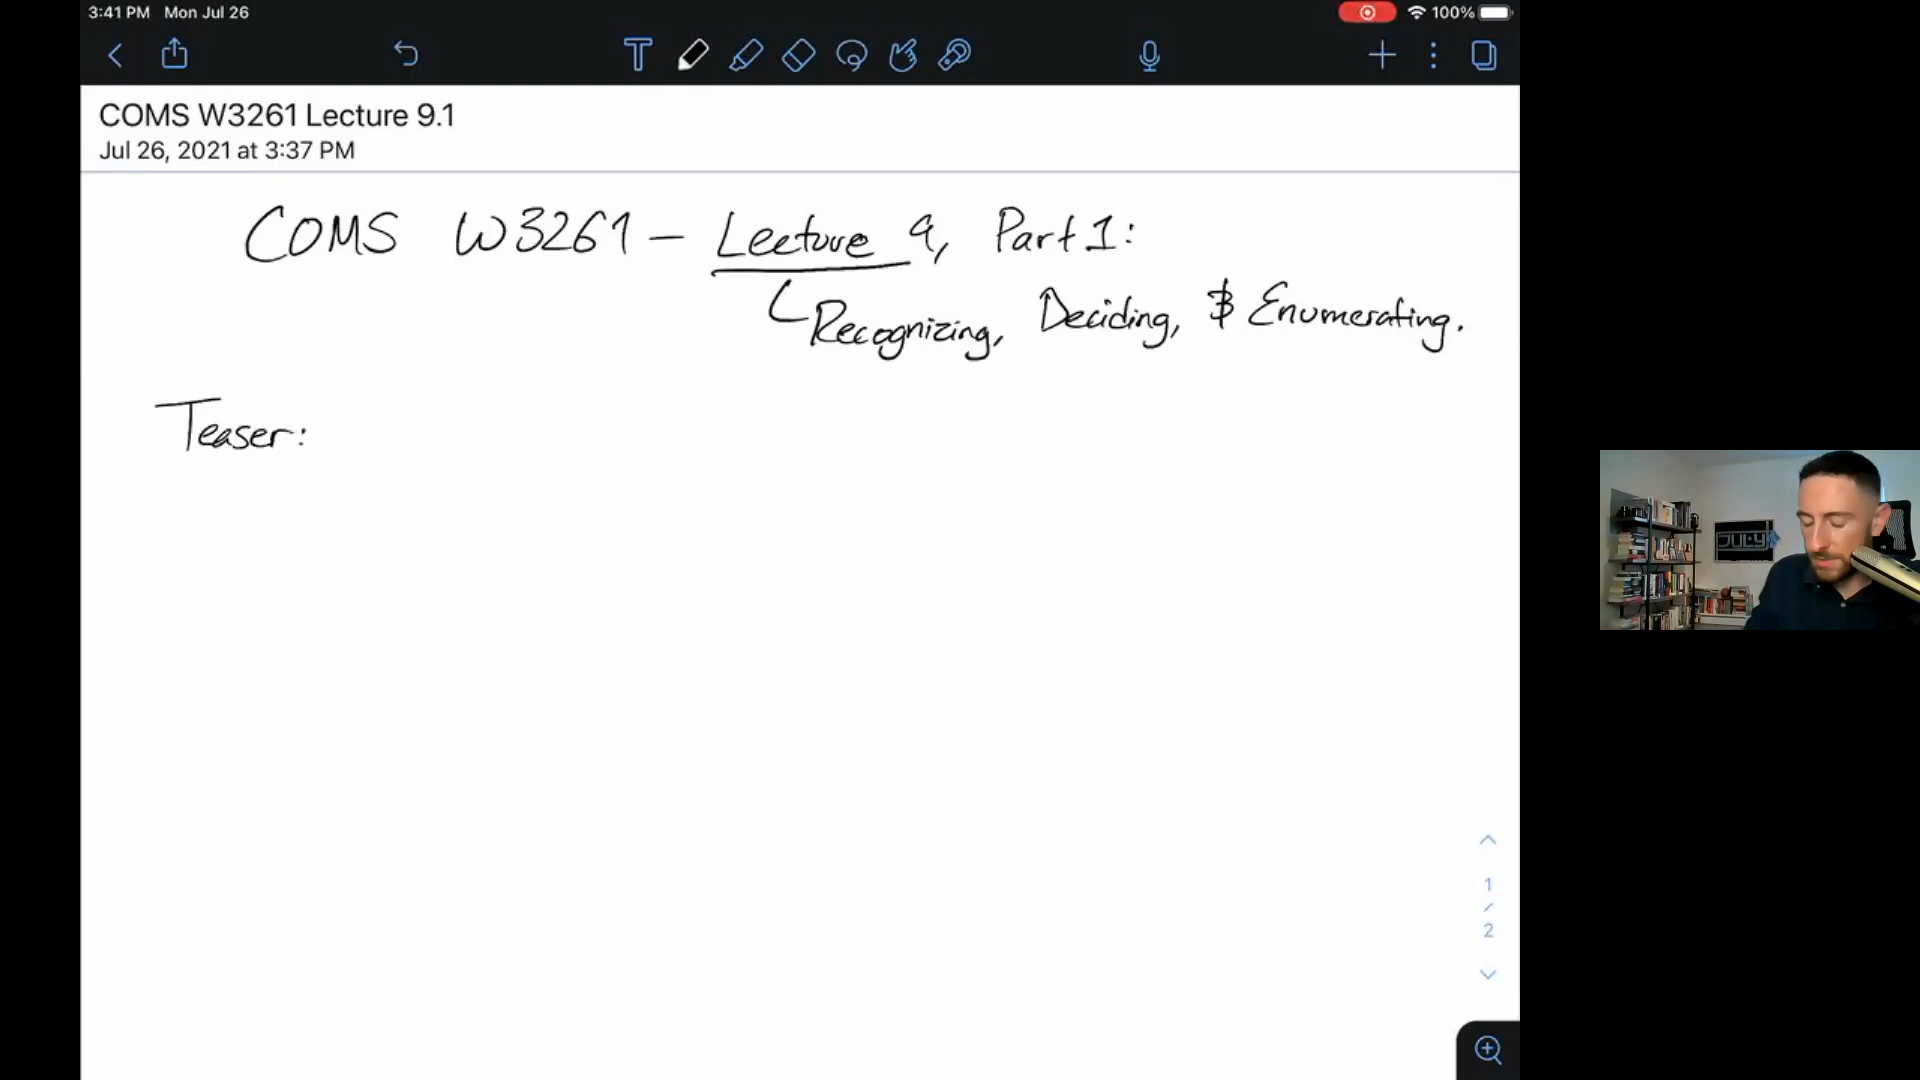 3:41 PM Mon Jul 26
100%
T
COMS W3261 Lecture 9.1
Jul 26, 2021 at 3:37 PM
COMS W3261 – Lecture 9, Part 1:
Recognizing, Deciding, & Enumerating.
Teaser:
JULY
1
/
2